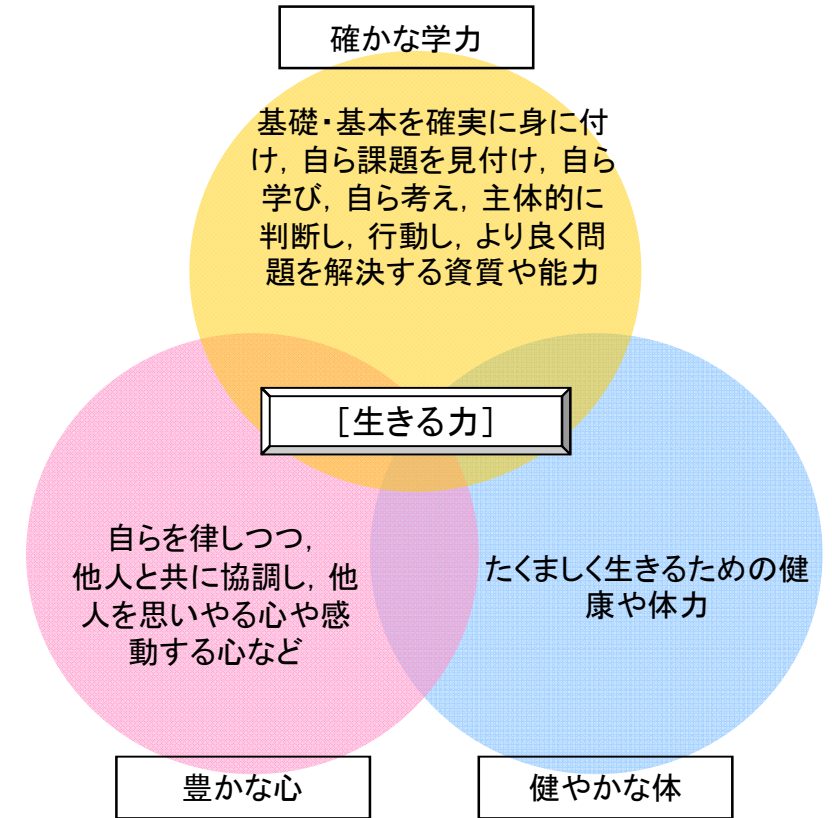 確かな学力
基礎・基本を確実に身に付
け，自ら課題を見付け，自ら
学び，自ら考え，主体的に
判断し，行動し，より良く問
題を解決する資質や能力
［生きる力］
自らを律しつつ，
他人と共に協調し，他
人を思いやる心や感
動する心など
たくましく生きるための健
康や体力
豊かな心
健やかな体